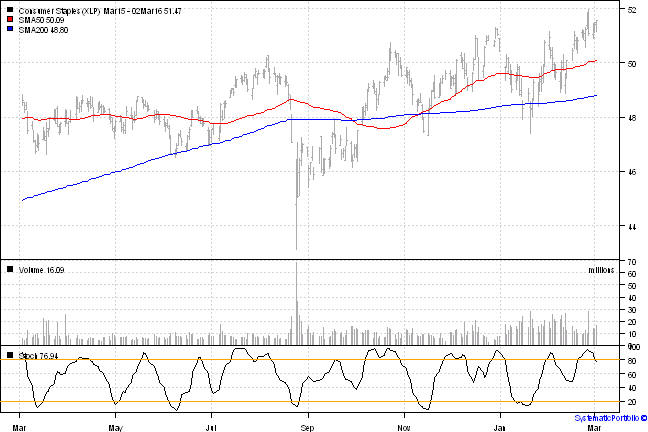 Consumer Staples (XLP) Mar15 - 02Mar16 51.47
SMA50 50.09
SMA200 48.80
52
50
48
46
44
Volume 16.09
millions
70
60
50
40
30
20
10
0
Stoch 76.94
100
80
60
40
20
Mar May Jul Sep Nov Jan Mar
SystematicPortfolio ©